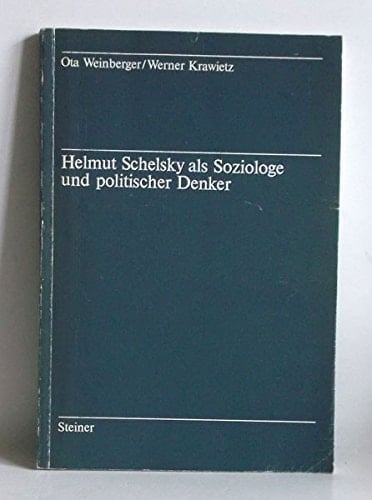 Ota Weinberger/Werner Krawietz
Helmut Schelsky als Soziologe
und politischer Denker
Steiner